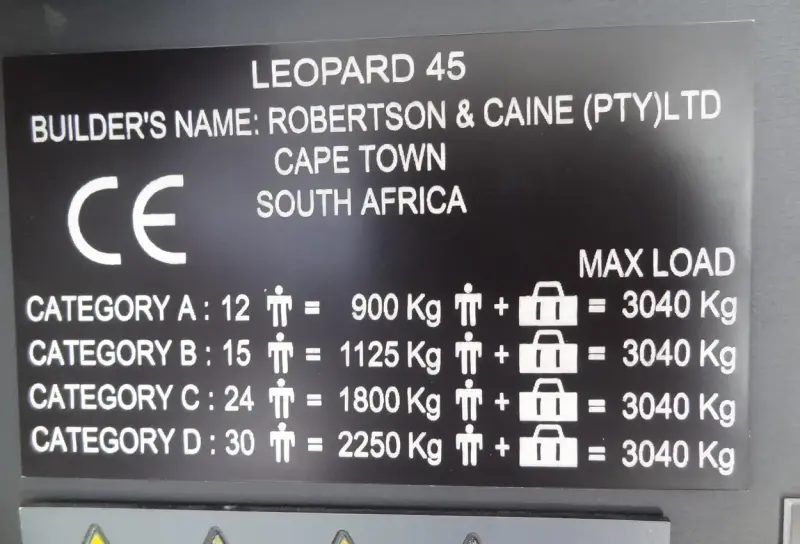 LEOPARD 45
BUILDER'S NAME: ROBERTSON & CAINE (PTY)LTD
CAPE TOWN
SOUTH AFRICA
CE
MAX LOAD
CATEGORY A : 12 = 900 Kg + = 3040 Kg
CATEGORY B : 15 = 1125 Kg + = 3040 Kg
CATEGORY C : 24 = 1800 Kg + = 3040 Kg
CATEGORY D : 30 = 2250 Kg + = 3040 Kg